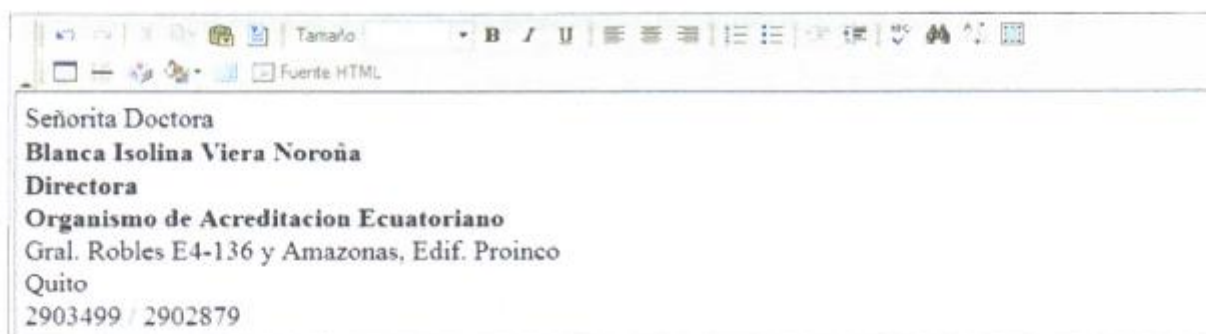 Tamaño B I U
Fuente HTML
Señorita Doctora
Blanca Isolina Viera Noroña
Directora
Organismo de Acreditacion Ecuatoriano
Gral. Robles E4-136 y Amazonas, Edif. Proinco
Quito
2903499 / 2902879